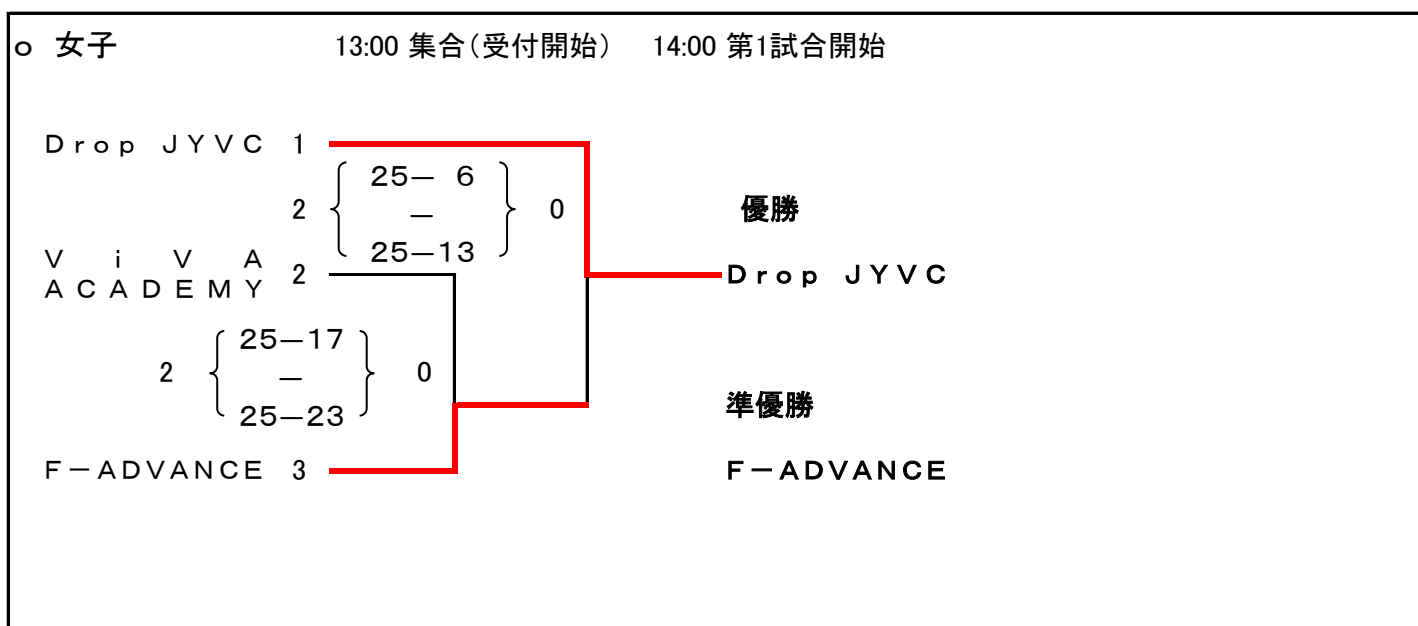 o 女子 13:00 集合(受付開始) 14:00 第1試合開始
Drop JYVC 1
25― 6
2 ― 0 優勝
25―13
ViVA
ACADEMY 2
Drop JYVC
25―17
2 ― 0
25―23
準優勝
F―ADVANCE 3 F―ADVANCE